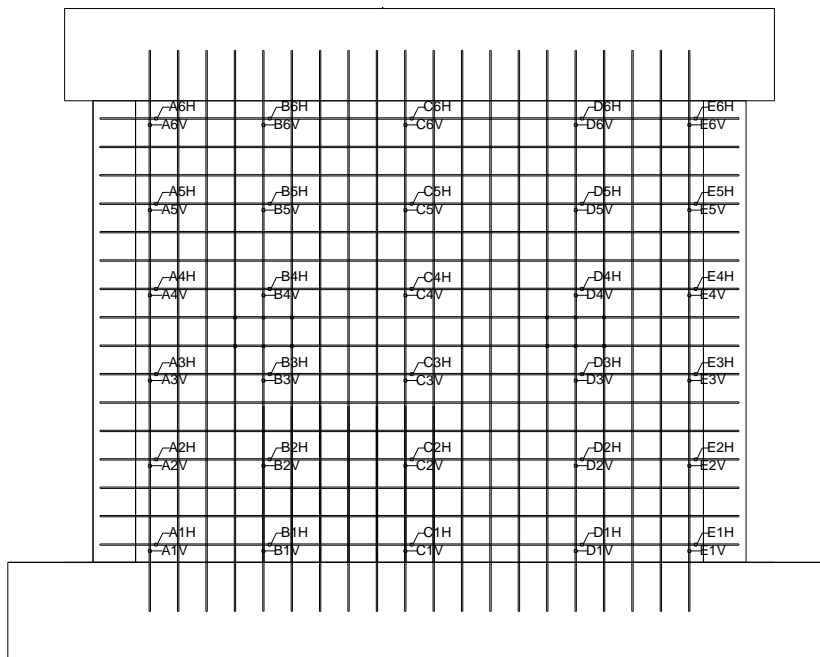 A6H B6H C6H D6H E6H
A6V B6V C6V D6V E6V
A5H B5H C5H D5H E5H
A5V B5V C5V D5V E5V
A4H B4H C4H D4H E4H
A4V B4V C4V D4V E4V
A3H B3H C3H D3H E3H
A3V B3V C3V D3V E3V
A2H B2H C2H D2H E2H
A2V B2V C2V D2V E2V
A1H B1H C1H D1H E1H
A1V B1V C1V D1V E1V